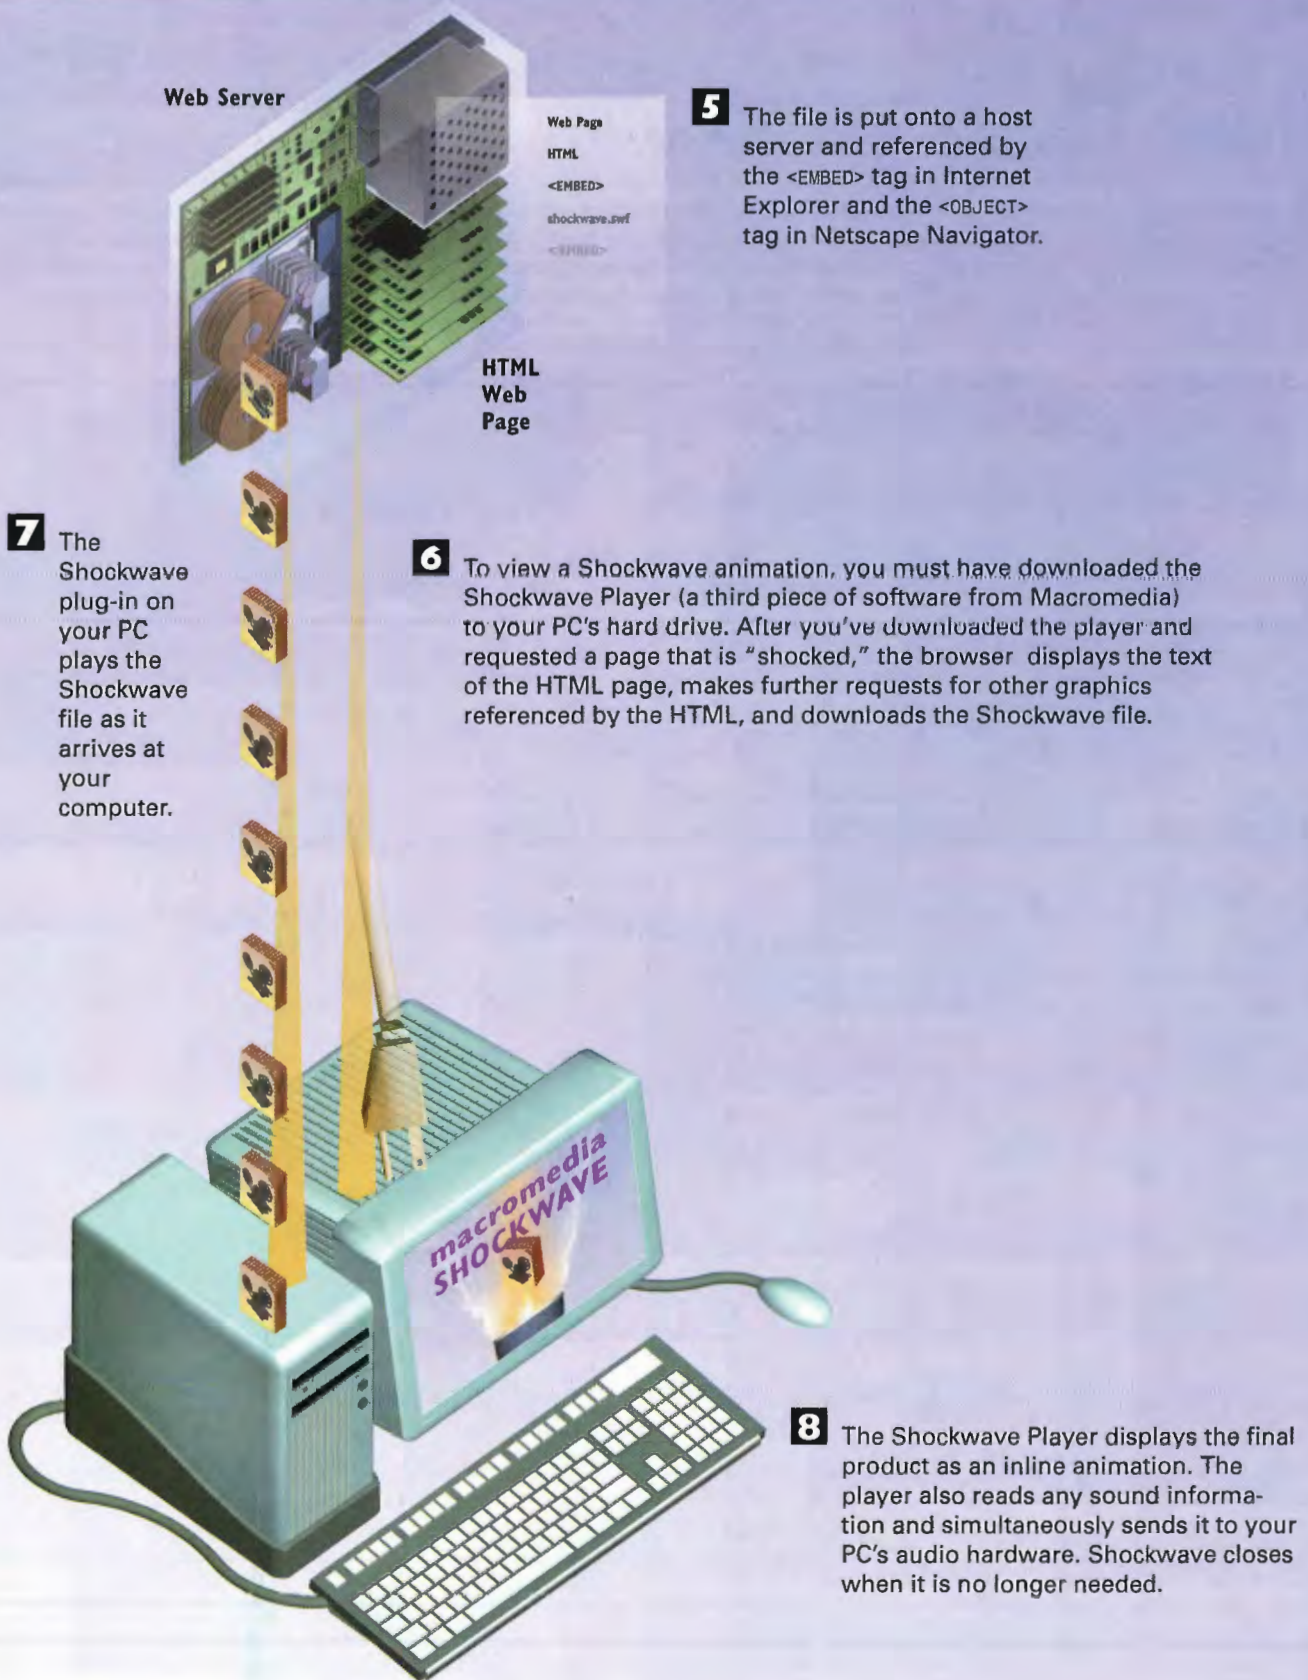 Web Server
Web Page
HTML
<EMBED>
shockwave.swf
<EMBED>
HTML
Web
Page
5 The file is put onto a host
server and referenced by
the <EMBED> tag in Internet
Explorer and the <OBJECT>
tag in Netscape Navigator.
6 To view a Shockwave animation, you must have downloaded the
Shockwave Player (a third piece of software from Macromedia)
to your PC's hard drive. After you've downloaded the player and
requested a page that is "shocked," the browser displays the text
of the HTML page, makes further requests for other graphics
referenced by the HTML, and downloads the Shockwave file.
7 The
Shockwave
plug-in on
your PC
plays the
Shockwave
file as it
arrives at
your
computer.
macromedia
SHOCKWAVE
8 The Shockwave Player displays the final
product as an inline animation. The
player also reads any sound informa-
tion and simultaneously sends it to your
PC's audio hardware. Shockwave closes
when it is no longer needed.